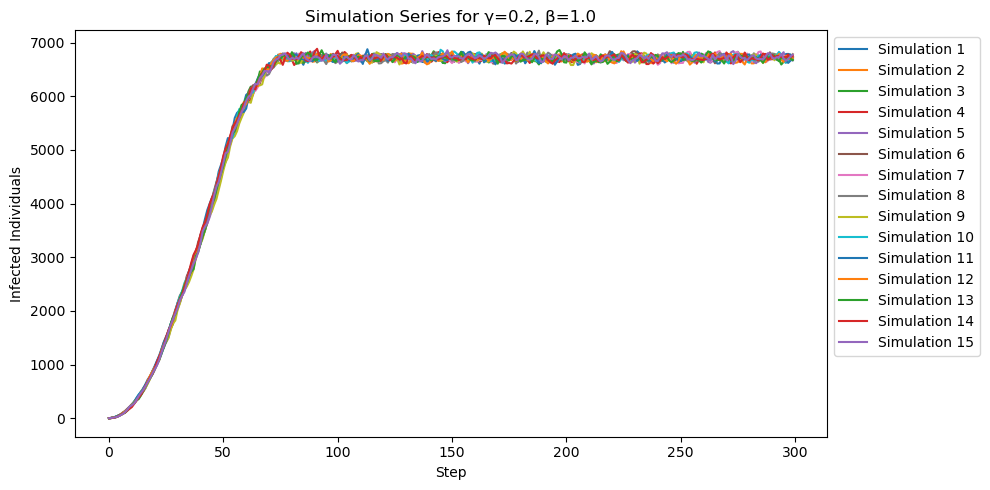 Simulation Series for γ=0.2, β=1.0
Infected Individuals
7000
6000
5000
4000
3000
2000
1000
0
0 50 100 150 200 250 300
Step
Simulation 1
Simulation 2
Simulation 3
Simulation 4
Simulation 5
Simulation 6
Simulation 7
Simulation 8
Simulation 9
Simulation 10
Simulation 11
Simulation 12
Simulation 13
Simulation 14
Simulation 15